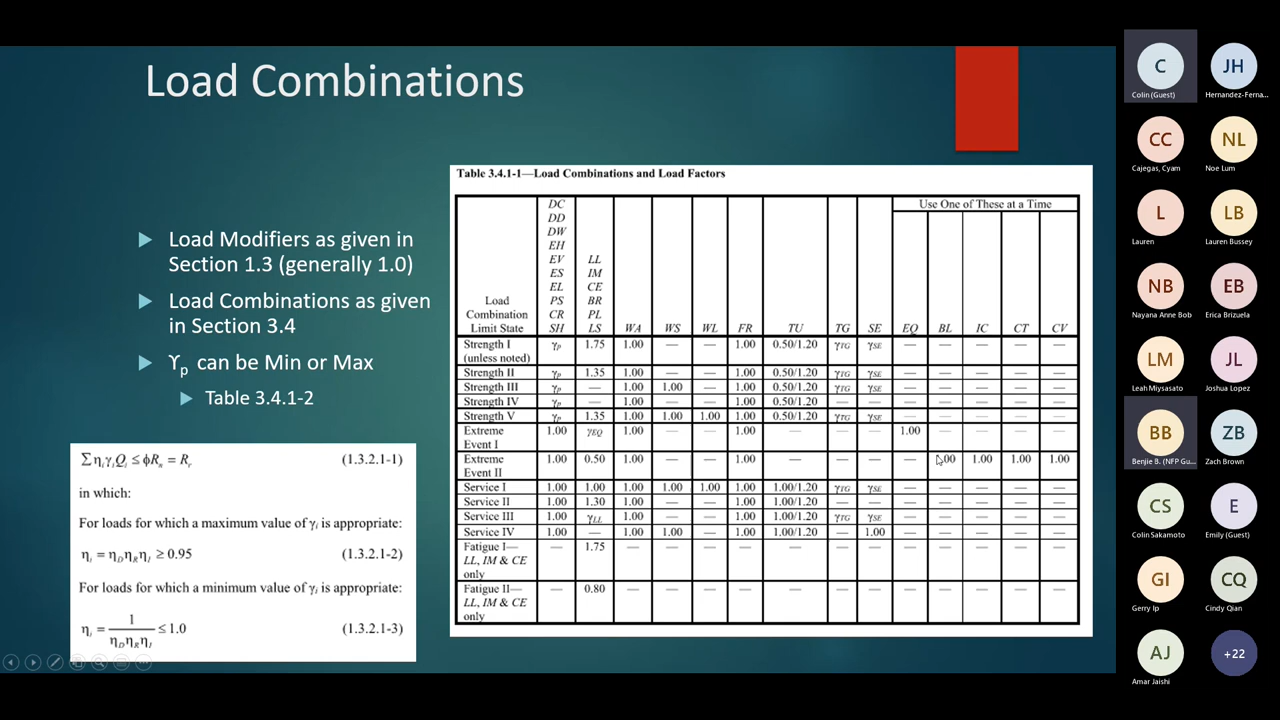 Load Combinations
Load Modifiers as given in
Section 1.3 (generally 1.0)
Load Combinations as given
in Section 3.4
ϒp can be Min or Max
Table 3.4.1-2
∑ηiγiQi ≤ ϕRn = Rr (1.3.2.1-1)
in which:
For loads for which a maximum value of γi is appropriate:
ηi = ηDηRηI ≥ 0.95 (1.3.2.1-2)
For loads for which a minimum value of γi is appropriate:
ηi = 1 / ηDηRηI ≤ 1.0 (1.3.2.1-3)
Table 3.4.1-1—Load Combinations and Load Factors
Use One of These at a Time
DC
DD
DW
EH
EV LL
ES IM
EL CE
Load PS BR
Combination CR PL
Limit State SH LS WA WS WL FR TU TG SE EQ BL IC CT CV
Strength I γp 1.75 1.00 — — 1.00 0.50/1.20 γTG γSE — — — — —
(unless noted)
Strength II γp 1.35 1.00 — — 1.00 0.50/1.20 γTG γSE — — — — —
Strength III γp — 1.00 1.00 — 1.00 0.50/1.20 γTG γSE — — — — —
Strength IV γp — 1.00 — — 1.00 0.50/1.20 — — — — — — —
Strength V γp 1.35 1.00 1.00 1.00 1.00 0.50/1.20 γTG γSE — — — — —
Extreme 1.00 γEQ 1.00 — — 1.00 — — — 1.00 — — — —
Event I
Extreme 1.00 0.50 1.00 — — 1.00 — — — — 1.00 1.00 1.00 1.00
Event II
Service I 1.00 1.00 1.00 1.00 1.00 1.00 1.00/1.20 γTG γSE — — — — —
Service II 1.00 1.30 1.00 — — 1.00 1.00/1.20 — — — — — — —
Service III 1.00 γLL 1.00 — — 1.00 1.00/1.20 γTG γSE — — — — —
Service IV 1.00 — 1.00 1.00 — 1.00 1.00/1.20 — 1.00 — — — — —
Fatigue I— — 1.75 — — — — — — — — — — — —
LL, IM & CE
only
Fatigue II— — 0.80 — — — — — — — — — — — —
LL, IM & CE
only
C JH
Colin (Guest) Hernandez-Ferna...
CC NL
Cajegas, Cyam Noe Lum
L LB
Lauren Lauren Bussey
NB EB
Nayana Anne Bob Erica Brizuela
LM JL
Leah Miyasato Joshua Lopez
BB ZB
Benjie B. (NFP Gu... Zach Brown
CS E
Colin Sakamoto Emily (Guest)
GI CQ
Gerry Ip Cindy Qian
AJ +22
Amar Jaishi